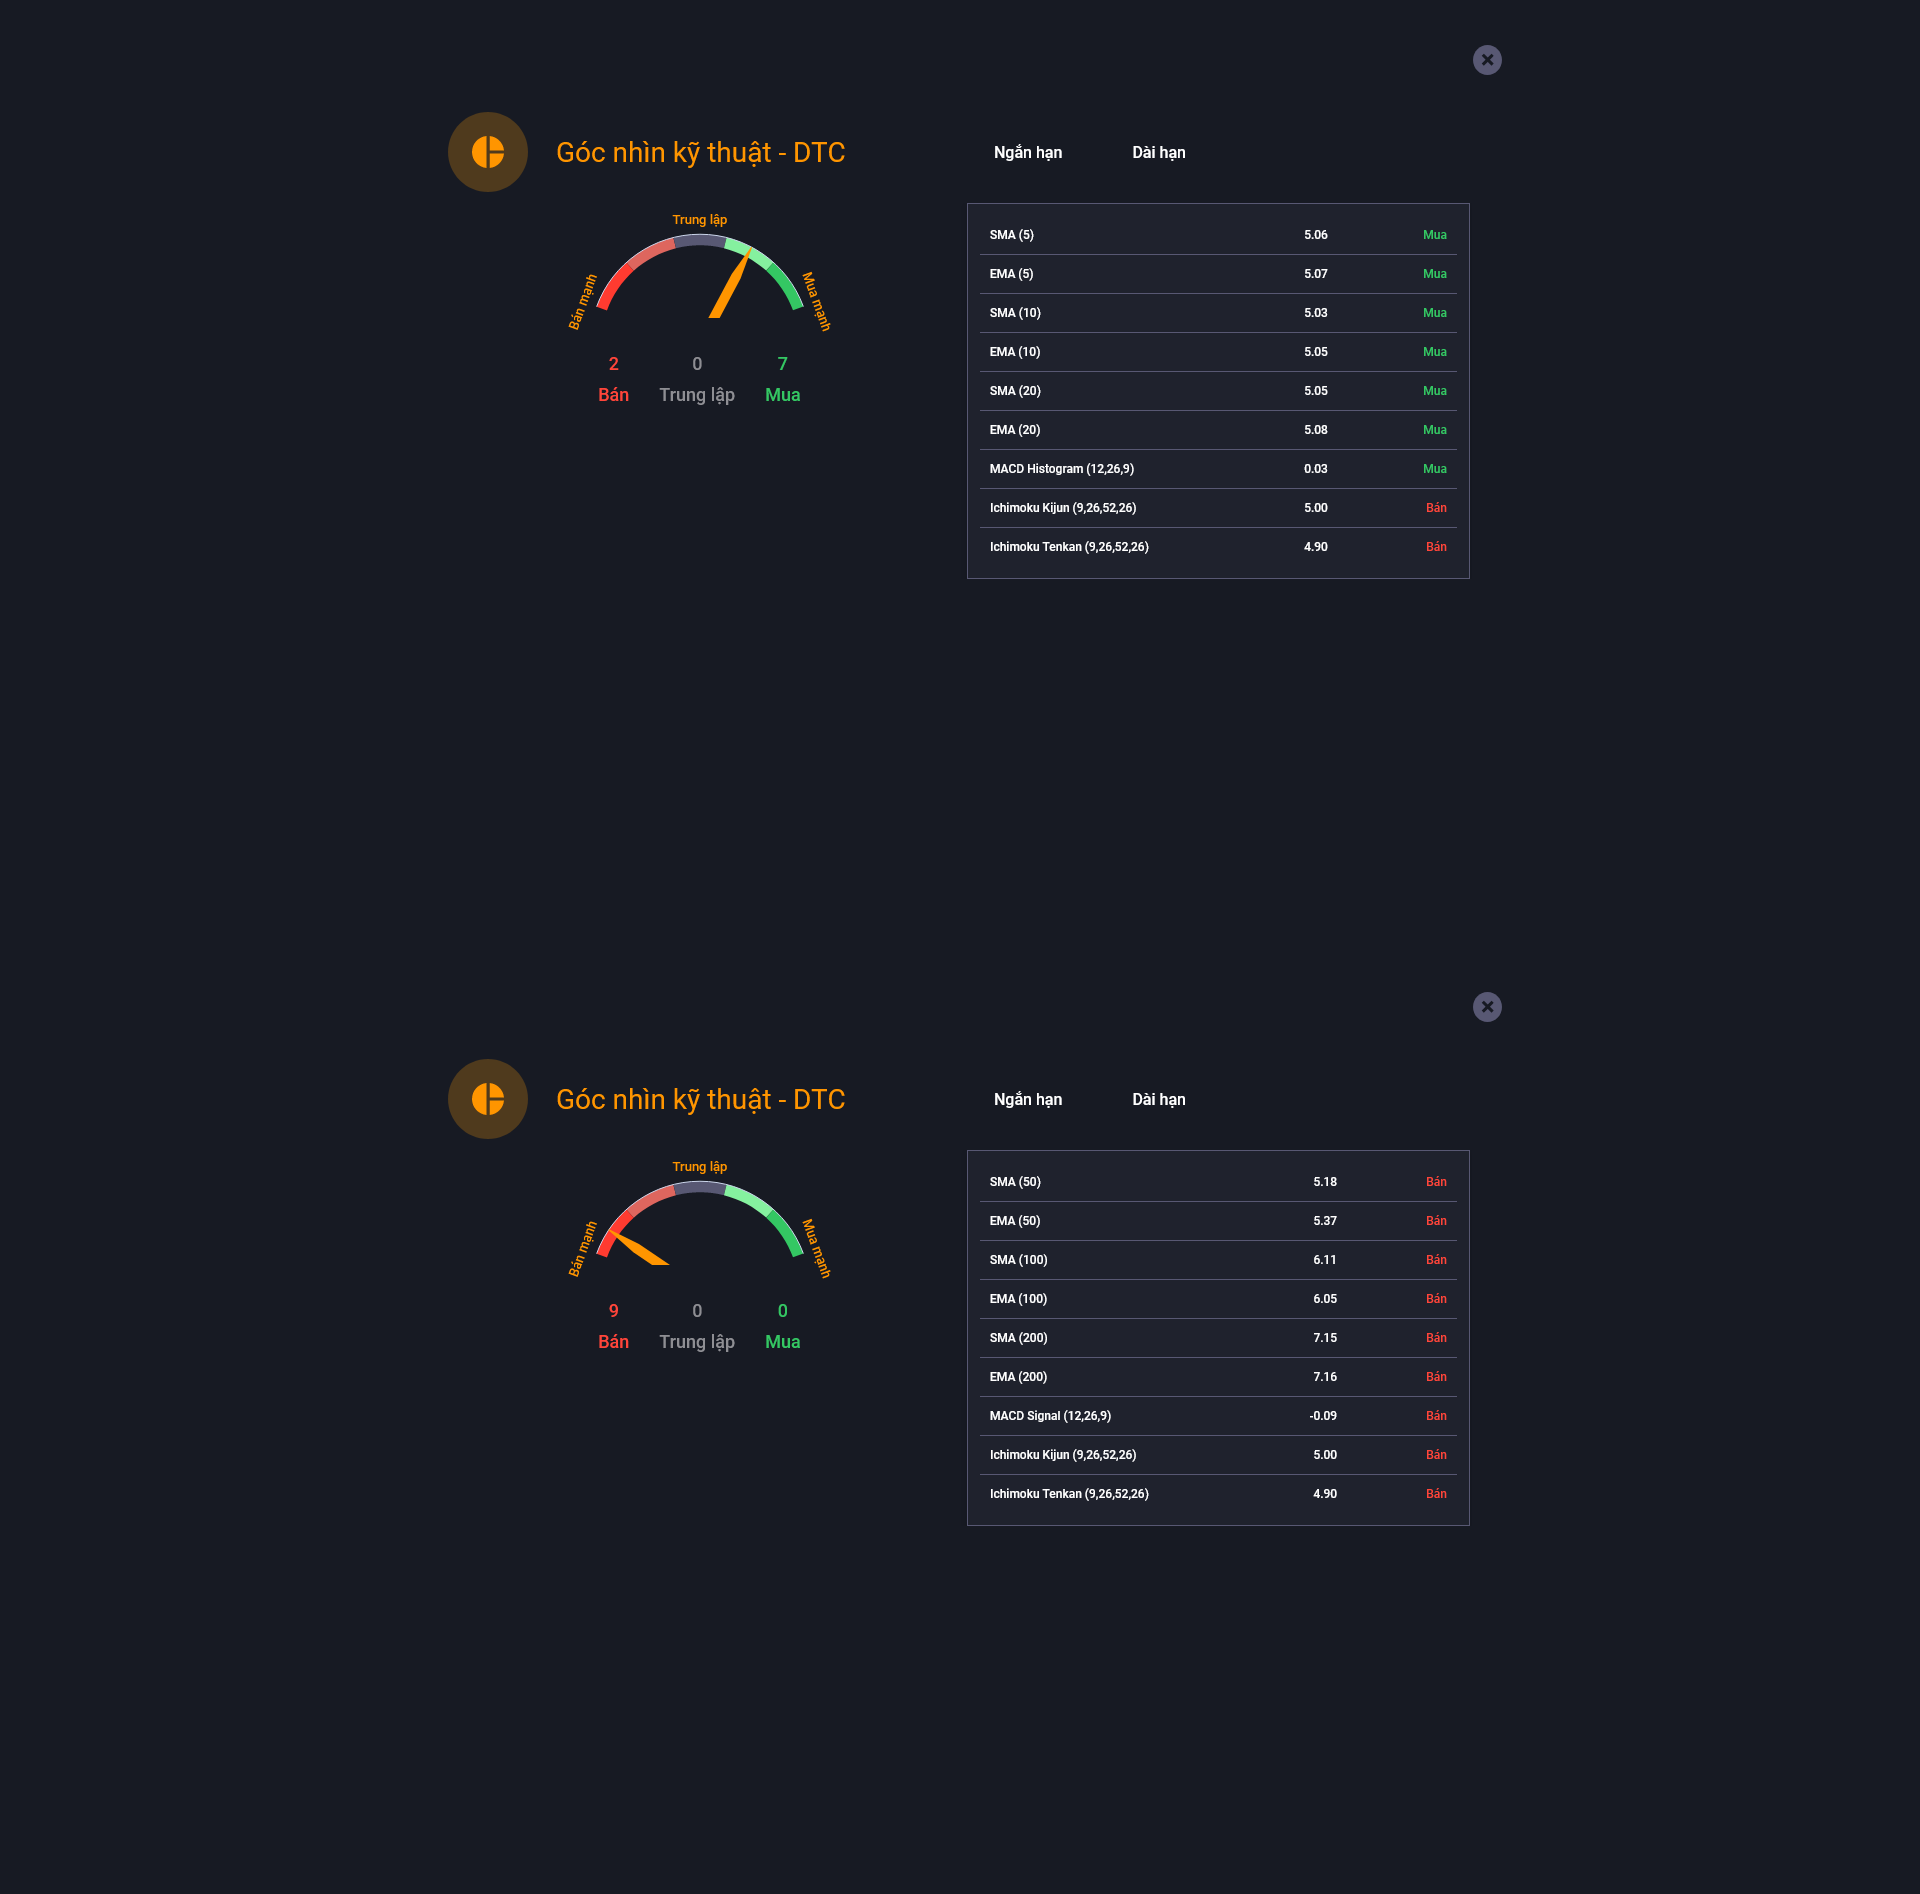 Góc nhìn kỹ thuật - DTC
Ngắn hạn Dài hạn
Trung lập
Bán mạnh
Mua mạnh
2 0 7
Bán Trung lập Mua
SMA (5) 5.06 Mua
EMA (5) 5.07 Mua
SMA (10) 5.03 Mua
EMA (10) 5.05 Mua
SMA (20) 5.05 Mua
EMA (20) 5.08 Mua
MACD Histogram (12,26,9) 0.03 Mua
Ichimoku Kijun (9,26,52,26) 5.00 Bán
Ichimoku Tenkan (9,26,52,26) 4.90 Bán
Góc nhìn kỹ thuật - DTC
Ngắn hạn Dài hạn
Trung lập
Bán mạnh
Mua mạnh
9 0 0
Bán Trung lập Mua
SMA (50) 5.18 Bán
EMA (50) 5.37 Bán
SMA (100) 6.11 Bán
EMA (100) 6.05 Bán
SMA (200) 7.15 Bán
EMA (200) 7.16 Bán
MACD Signal (12,26,9) -0.09 Bán
Ichimoku Kijun (9,26,52,26) 5.00 Bán
Ichimoku Tenkan (9,26,52,26) 4.90 Bán